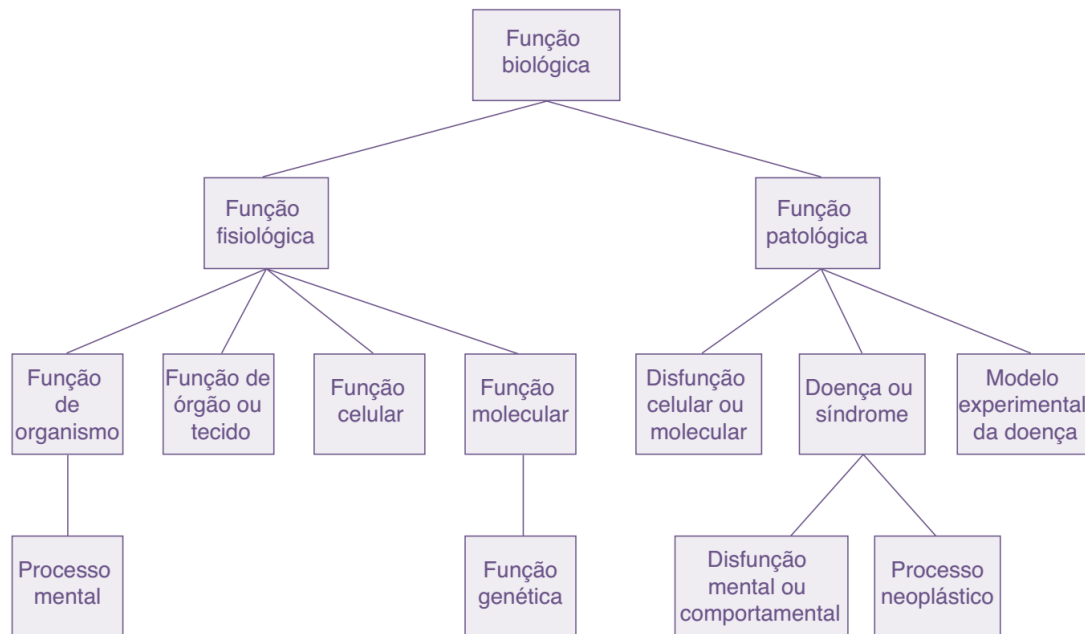 Função
biológica
Função
fisiológica
Função
patológica
Função
de
organismo
Função de
órgão ou
tecido
Função
celular
Função
molecular
Disfunção
celular ou
molecular
Doença ou
síndrome
Modelo
experimental
da doença
Processo
mental
Função
genética
Disfunção
mental ou
comportamental
Processo
neoplástico